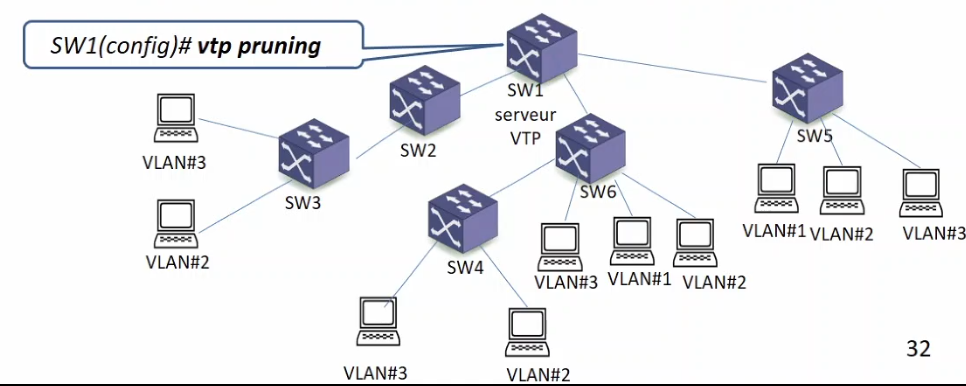 SW1(config)# vtp pruning
SW1
serveur
VTP
SW2
SW3
SW4
SW5
SW6
VLAN#3
VLAN#2
VLAN#3
VLAN#2
VLAN#3
VLAN#1
VLAN#2
VLAN#1
VLAN#2
VLAN#3
32